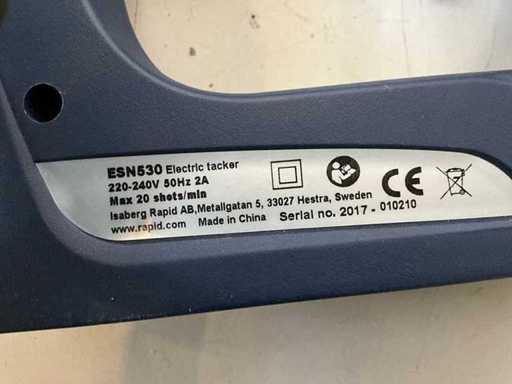 ESN530 Electric tacker
220-240V 50Hz 2A
Max 20 shots/min
Isaberg Rapid AB, Metallgatan 5, 33027 Hestra, Sweden
www.rapid.com Made in China Serial no. 2017 - 010210
CE